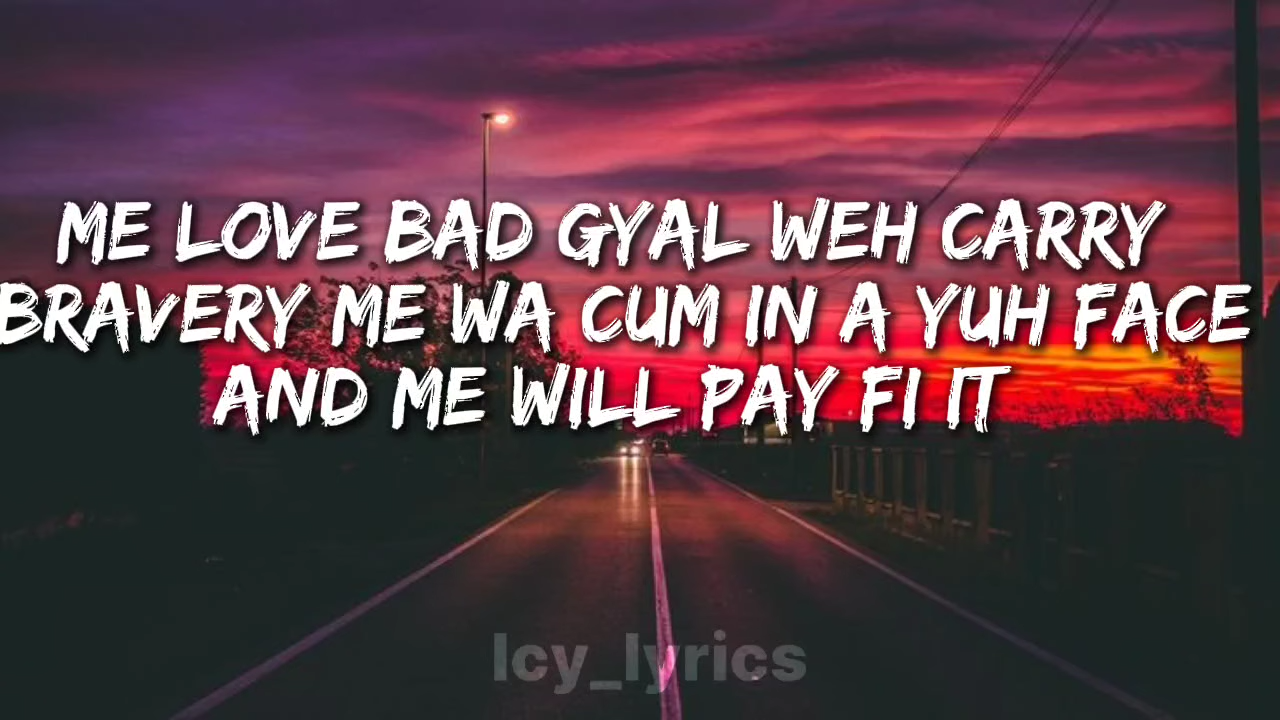 ME LOVE BAD GYAL WEH CARRY
BRAVERY ME WA CUM IN A YUH FACE
AND ME WILL PAY FI IT
Icy_lyrics